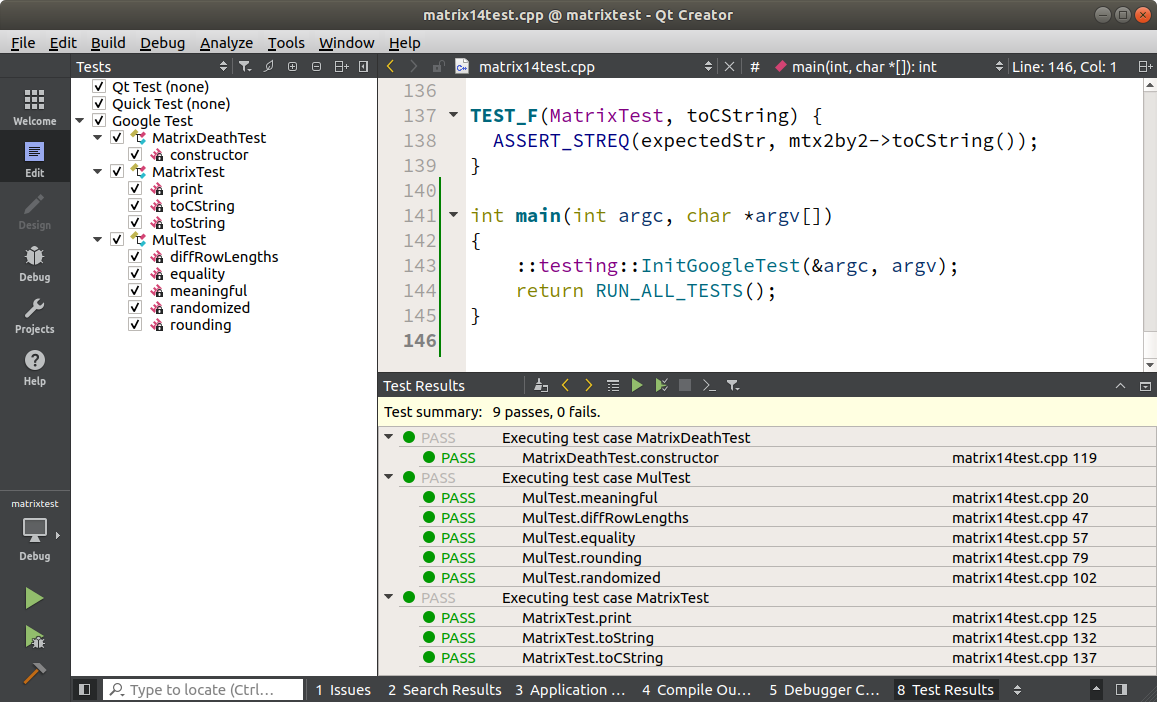 matrix14test.cpp @ matrixtest - Qt Creator
File Edit Build Debug Analyze Tools Window Help
Tests
matrix14test.cpp # main(int, char *[]): int Line: 146, Col: 1
Welcome
Edit
Design
Debug
Projects
? Help
matrixtest
Debug
Qt Test (none)
Quick Test (none)
Google Test
MatrixDeathTest
constructor
MatrixTest
print
toCString
toString
MulTest
diffRowLengths
equality
meaningful
randomized
rounding
136
137 TEST_F(MatrixTest, toCString) {
138 ASSERT_STREQ(expectedStr, mtx2by2->toCString());
139 }
140
141 int main(int argc, char *argv[])
142 {
143 ::testing::InitGoogleTest(&argc, argv);
144 return RUN_ALL_TESTS();
145 }
146
Test Results
Test summary: 9 passes, 0 fails.
PASS Executing test case MatrixDeathTest
PASS MatrixDeathTest.constructor matrix14test.cpp 119
PASS Executing test case MulTest
PASS MulTest.meaningful matrix14test.cpp 20
PASS MulTest.diffRowLengths matrix14test.cpp 47
PASS MulTest.equality matrix14test.cpp 57
PASS MulTest.rounding matrix14test.cpp 79
PASS MulTest.randomized matrix14test.cpp 102
PASS Executing test case MatrixTest
PASS MatrixTest.print matrix14test.cpp 125
PASS MatrixTest.toString matrix14test.cpp 132
PASS MatrixTest.toCString matrix14test.cpp 137
Type to locate (Ctrl... 1 Issues 2 Search Results 3 Application ... 4 Compile Ou... 5 Debugger C... 8 Test Results